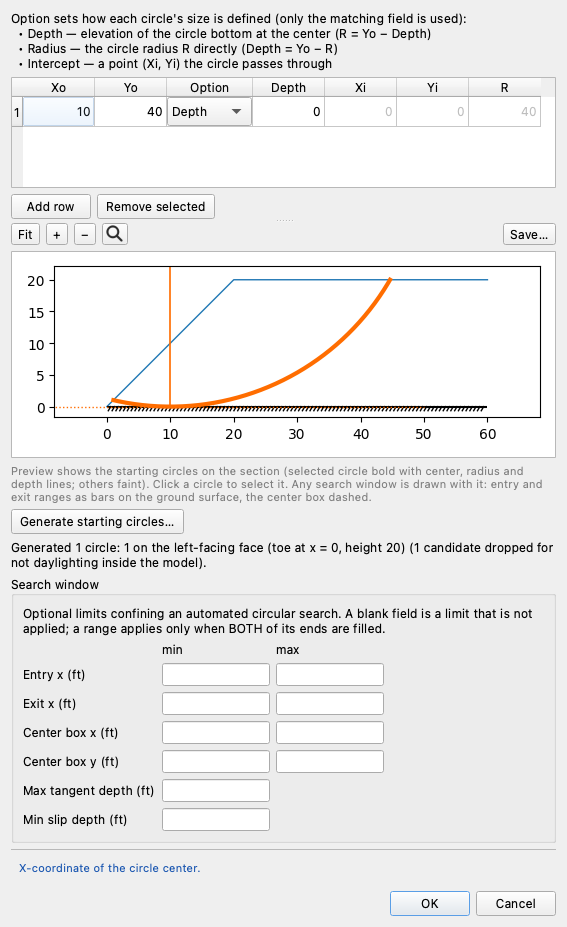 Option sets how each circle's size is defined (only the matching field is used):
• Depth — elevation of the circle bottom at the center (R = Yo − Depth)
• Radius — the circle radius R directly (Depth = Yo − R)
• Intercept — a point (Xi, Yi) the circle passes through
Xo Yo Option Depth Xi Yi R
1 10 40 Depth 0 0 0 40
Add row Remove selected
Fit + − Save...
20
15
10
5
0
0 10 20 30 40 50 60
Preview shows the starting circles on the section (selected circle bold with center, radius and
depth lines; others faint). Click a circle to select it. Any search window is drawn with it: entry and
exit ranges as bars on the ground surface, the center box dashed.
Generate starting circles...
Generated 1 circle: 1 on the left-facing face (toe at x = 0, height 20) (1 candidate dropped for
not daylighting inside the model).
Search window
Optional limits confining an automated circular search. A blank field is a limit that is not
applied; a range applies only when BOTH of its ends are filled.
min max
Entry x (ft)
Exit x (ft)
Center box x (ft)
Center box y (ft)
Max tangent depth (ft)
Min slip depth (ft)
X-coordinate of the circle center.
OK Cancel